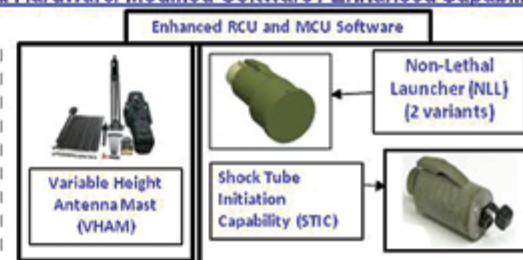 Enhanced RCU and MCU Software
Variable Height
Antenna Mast
(VHAM)
Non-Lethal
Launcher (NLL)
(2 variants)
Shock Tube
Initiation
Capability (STIC)